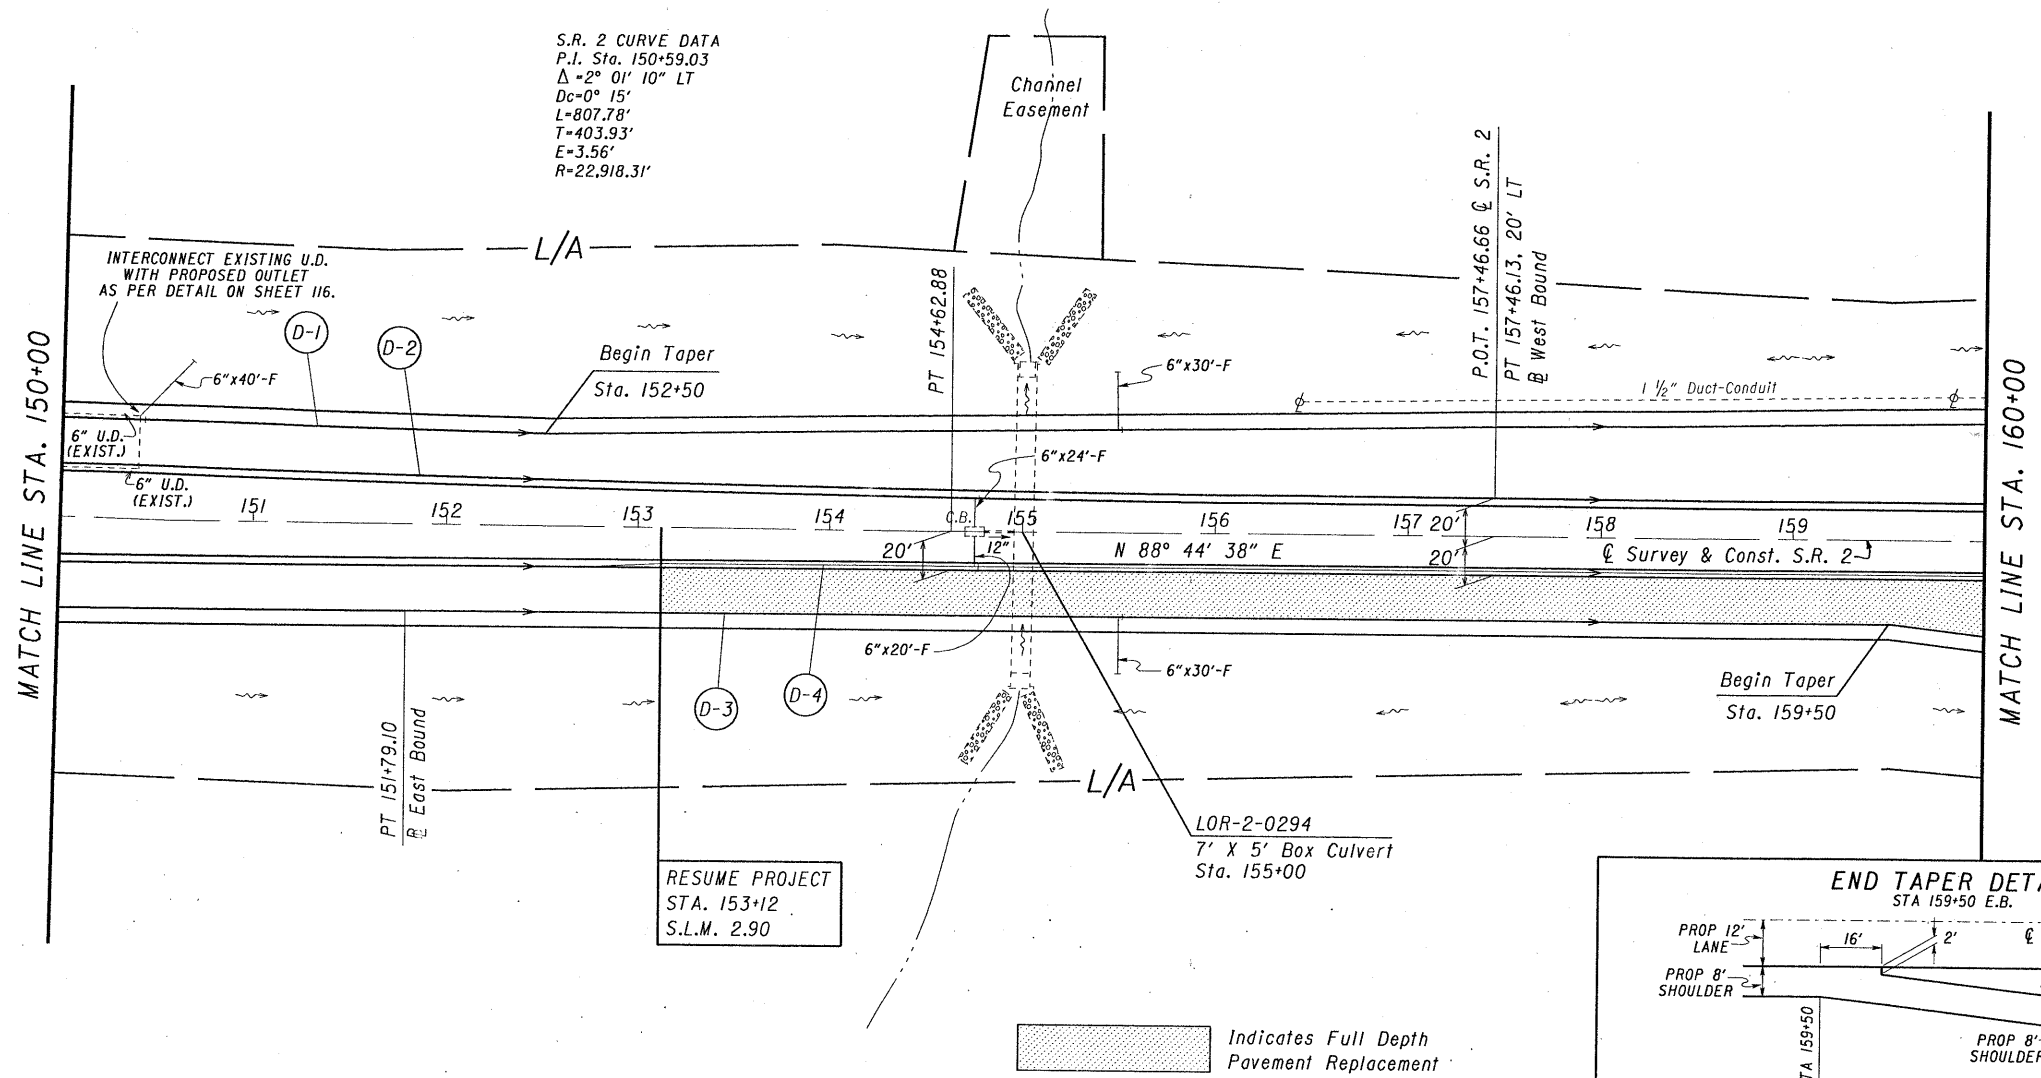 S.R. 2 CURVE DATA
P.I. Sta. 150+59.03
Δ=2° 01' 10" LT
Dc=0° 15'
L=807.78'
T=403.93'
E=3.56'
R=22,918.31'
Channel
Easement
L/A
INTERCONNECT EXISTING U.D.
WITH PROPOSED OUTLET
AS PER DETAIL ON SHEET 116.
D-1
D-2
6"x40'-F
Begin Taper
Sta. 152+50
PT 154+62.88
6"x30'-F
P.O.T. 157+46.66 ℄ S.R. 2
PT 157+46.13, 20' LT
West Bound
1 1/2" Duct-Conduit
MATCH LINE STA. 150+00
MATCH LINE STA. 160+00
6" U.D.
(EXIST.)
6" U.D.
(EXIST.)
6"x24'-F
151
152
153
154
C.B.
155
156
157
158
159
20'
20'
20'
12"
N 88° 44' 38" E
℄ Survey & Const. S.R. 2
6"x20'-F
6"x30'-F
D-3
D-4
Begin Taper
Sta. 159+50
PT 151+79.10
East Bound
L/A
LOR-2-0294
7' X 5' Box Culvert
Sta. 155+00
RESUME PROJECT
STA. 153+12
S.L.M. 2.90
END TAPER
STA 159+50 E.B.
PROP 12'
LANE
16'
2'
℄
PROP 8'
SHOULDER
STA 159+50
PROP 8'
SHOULDER
Indicates Full Depth
Pavement Replacement